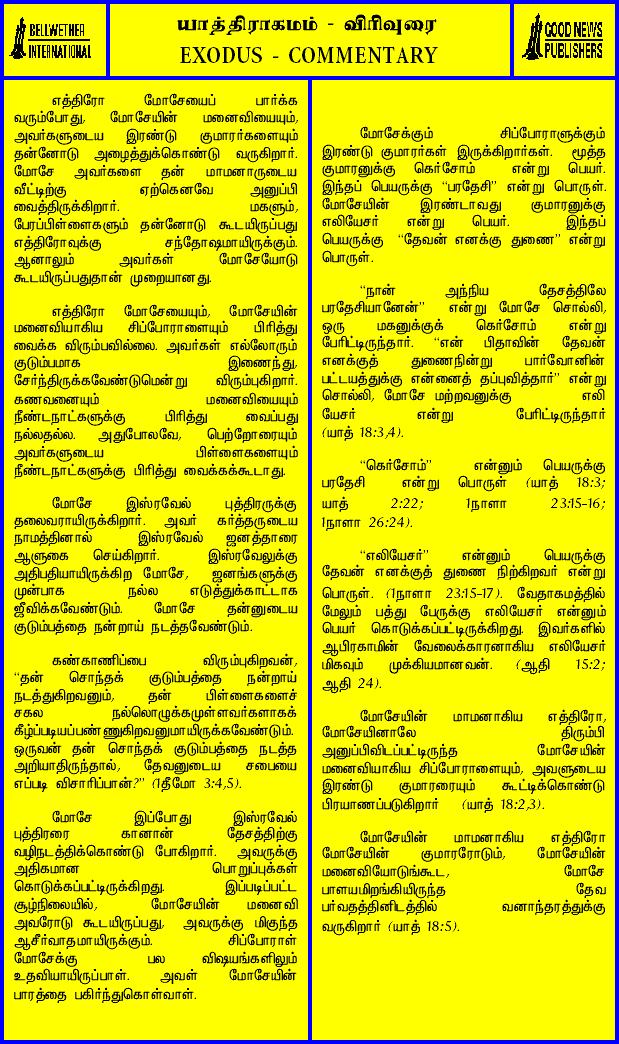 BELLWETHER
INTERNATIONAL
யாத்திராகமம் - விரிவுரை
EXODUS - COMMENTARY
GOOD NEWS
PUBLISHERS
எத்திரோ மோசேயைப் பார்க்க
வரும்போது, மோசேயின் மனைவியையும்,
அவர்களுடைய இரண்டு குமாரர்களையும்
தன்னோடு அழைத்துக்கொண்டு வருகிறார்.
மோசே அவர்களை தன் மாமனாருடைய
வீட்டிற்கு ஏற்கெனவே அனுப்பி
வைத்திருக்கிறார். மகளும்,
பேரப்பிள்ளைகளும் தன்னோடு கூடயிருப்பது
எத்திரோவுக்கு சந்தோஷமாயிருக்கும்.
ஆனாலும் அவர்கள் மோசேயோடு
கூடயிருப்பதுதான் முறையானது.
எத்திரோ மோசேயையும், மோசேயின்
மனைவியாகிய சிப்போராளையும் பிரித்து
வைக்க விரும்பவில்லை. அவர்கள் எல்லோரும்
குடும்பமாக இணைந்து,
சேர்ந்திருக்கவேண்டுமென்று விரும்புகிறார்.
கணவனையும் மனைவியையும்
நீண்டநாட்களுக்கு பிரித்து வைப்பது
நல்லதல்ல. அதுபோலவே, பெற்றோரையும்
அவர்களுடைய பிள்ளைகளையும்
நீண்டநாட்களுக்கு பிரித்து வைக்கக்கூடாது.
மோசே இஸ்ரவேல் புத்திரருக்கு
தலைவராயிருக்கிறார். அவர் கர்த்தருடைய
நாமத்தினால் இஸ்ரவேல் ஜனத்தாரை
ஆளுகை செய்கிறார். இஸ்ரவேலுக்கு
அதிபதியாயிருக்கிற மோசே, ஜனங்களுக்கு
முன்பாக நல்ல எடுத்துக்காட்டாக
ஜீவிக்கவேண்டும். மோசே தன்னுடைய
குடும்பத்தை நன்றாய் நடத்தவேண்டும்.
கண்காணிப்பை விரும்புகிறவன்,
“தன் சொந்தக் குடும்பத்தை நன்றாய்
நடத்துகிறவனும், தன் பிள்ளைகளைச்
சகல நல்லொழுக்கமுள்ளவர்களாகக்
கீழ்ப்படியப்பண்ணுகிறவனுமாயிருக்கவேண்டும்.
ஒருவன் தன் சொந்தக் குடும்பத்தை நடத்த
அறியாதிருந்தால், தேவனுடைய சபையை
எப்படி விசாரிப்பான்?” (1தீமோ 3:4,5).
மோசே இப்போது இஸ்ரவேல்
புத்திரரை கானான் தேசத்திற்கு
வழிநடத்திக்கொண்டு போகிறார். அவருக்கு
அதிகமான பொறுப்புக்கள்
கொடுக்கப்பட்டிருக்கிறது. இப்படிப்பட்ட
சூழ்நிலையில், மோசேயின் மனைவி
அவரோடு கூடயிருப்பது, அவருக்கு மிகுந்த
ஆசீர்வாதமாயிருக்கும். சிப்போராள்
மோசேக்கு பல விஷயங்களிலும்
உதவியாயிருப்பாள். அவள் மோசேயின்
பாரத்தை பகிர்ந்துகொள்வாள்.
மோசேக்கும் சிப்போராளுக்கும்
இரண்டு குமாரர்கள் இருக்கிறார்கள். மூத்த
குமாரனுக்கு கெர்சோம் என்று பெயர்.
இந்தப் பெயருக்கு “பரதேசி” என்று பொருள்.
மோசேயின் இரண்டாவது குமாரனுக்கு
எலியேசர் என்று பெயர். இந்தப்
பெயருக்கு “தேவன் எனக்கு துணை” என்று
பொருள்.
“நான் அந்நிய தேசத்திலே
பரதேசியானேன்” என்று மோசே சொல்லி,
ஒரு மகனுக்குக் கெர்சோம் என்று
பேரிட்டிருந்தார். “என் பிதாவின் தேவன்
எனக்குத் துணைநின்று பார்வோனின்
பட்டயத்துக்கு என்னைத் தப்புவித்தார்” என்று
சொல்லி, மோசே மற்றவனுக்கு எலி
யேசர் என்று பேரிட்டிருந்தார்
(யாத் 18:3,4).
“கெர்சோம்” என்னும் பெயருக்கு
பரதேசி என்று பொருள் (யாத் 18:3;
யாத் 2:22; 1நாளா 23:15-16;
1நாளா 26:24).
“எலியேசர்” என்னும் பெயருக்கு
தேவன் எனக்குத் துணை நிற்கிறவர் என்று
பொருள். (1நாளா 23:15-17). வேதாகமத்தில்
மேலும் பத்து பேருக்கு எலியேசர் என்னும்
பெயர் கொடுக்கப்பட்டிருக்கிறது. இவர்களில்
ஆபிரகாமின் வேலைக்காரனாகிய எலியேசர்
மிகவும் முக்கியமானவன். (ஆதி 15:2;
ஆதி 24).
மோசேயின் மாமனாகிய எத்திரோ,
மோசேயினாலே திரும்பி
அனுப்பிவிடப்பட்டிருந்த மோசேயின்
மனைவியாகிய சிப்போராளையும், அவளுடைய
இரண்டு குமாரரையும் கூட்டிக்கொண்டு
பிரயாணப்படுகிறார் (யாத் 18:2,3).
மோசேயின் மாமனாகிய எத்திரோ
மோசேயின் குமாரரோடும், மோசேயின்
மனைவியோடுங்கூட, மோசே
பாளயமிறங்கியிருந்த தேவ
பர்வதத்தினிடத்தில் வனாந்தரத்துக்கு
வருகிறார் (யாத் 18:5).